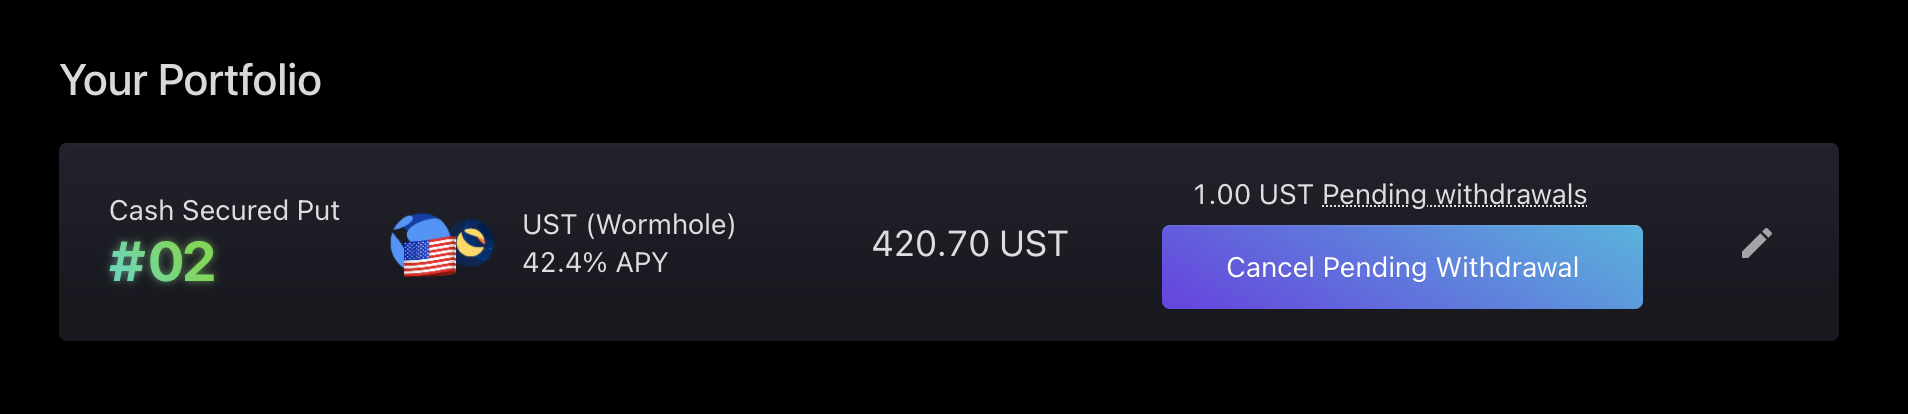 Your Portfolio
Cash Secured Put
#02
UST (Wormhole)
42.4% APY
420.70 UST
1.00 UST Pending withdrawals
Cancel Pending Withdrawal